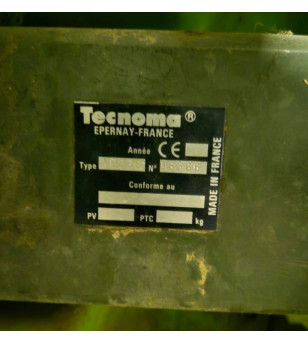 Tecnoma®
EPERNAY-FRANCE
Année CE
Type N°
Conforme au
PV PTC kg
MADE IN FRANCE